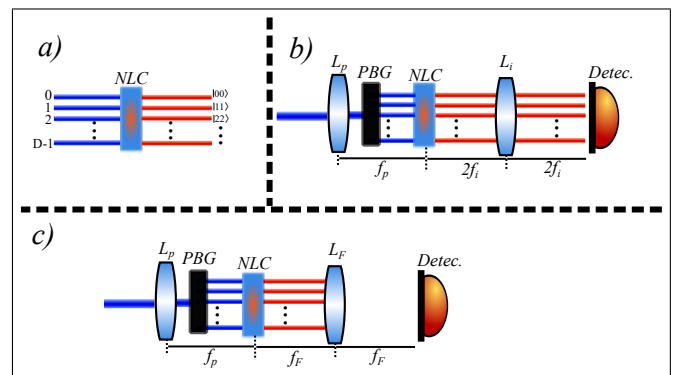 a)
NLC
0
1
2
D-1
|00⟩
|11⟩
|22⟩
b)
L_p
PBG
NLC
L_i
Detec.
f_p
2f_i
2f_i
c)
L_p
PBG
NLC
L_F
Detec.
f_p
f_F
f_F